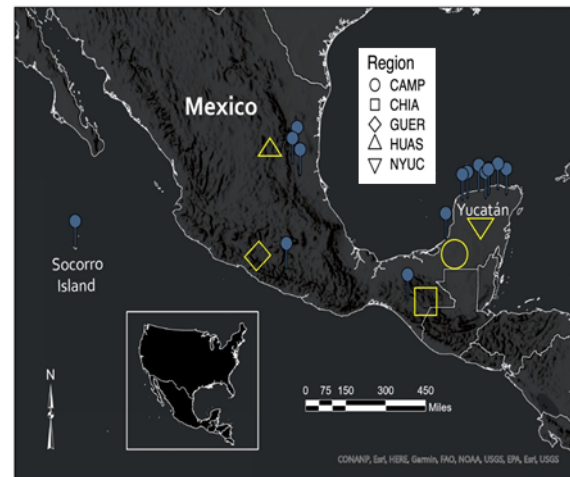 Region
CAMP
CHIA
GUER
HUAS
NYUC
Mexico
Yucatán
Socorro
Island
N
0 75 150 300 450
Miles
CONANP, Esri, HERE, Garmin, FAO, NOAA, USGS, EPA, Esri, USGS